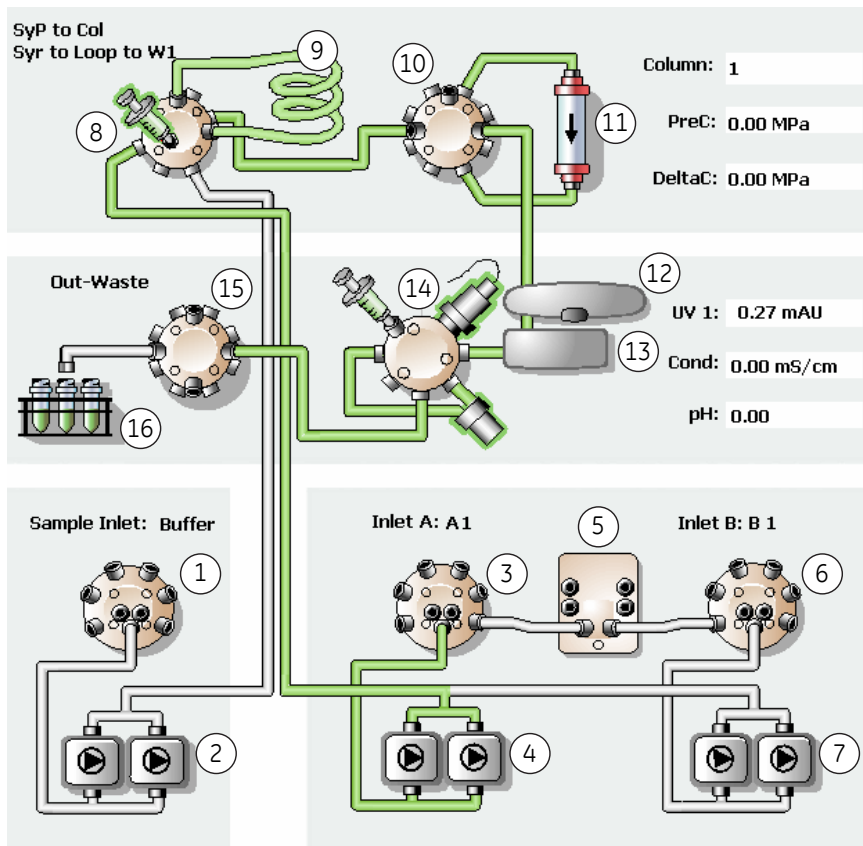 SyP to Col
Syr to Loop to W1
8
9
10
11
Column: 1
PreC: 0.00 MPa
DeltaC: 0.00 MPa
Out-Waste
15
14
12
13
16
UV 1: 0.27 mAU
Cond: 0.00 mS/cm
pH: 0.00
Sample Inlet: Buffer
1
2
Inlet A: A1
3
4
5
Inlet B: B 1
6
7